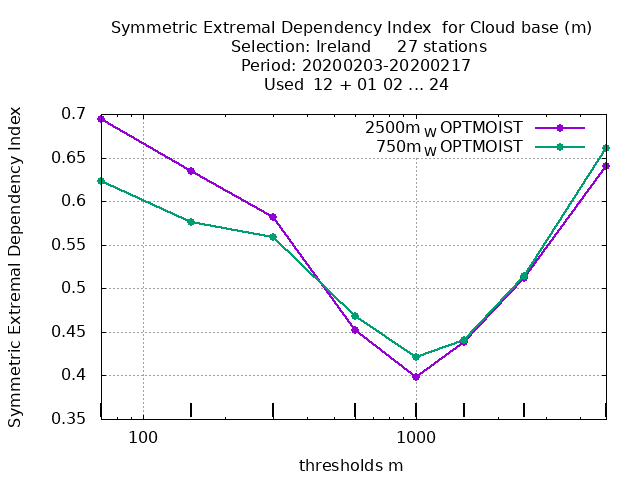 Symmetric Extremal Dependency Index  for Cloud base (m)
Selection: Ireland     27 stations
Period: 20200203-20200217
Used  12 + 01 02 ... 24
2500m W OPTMOIST
750m W OPTMOIST
0.7
0.65
0.6
0.55
0.5
0.45
0.4
0.35
Symmetric Extremal Dependency Index
100
1000
thresholds m